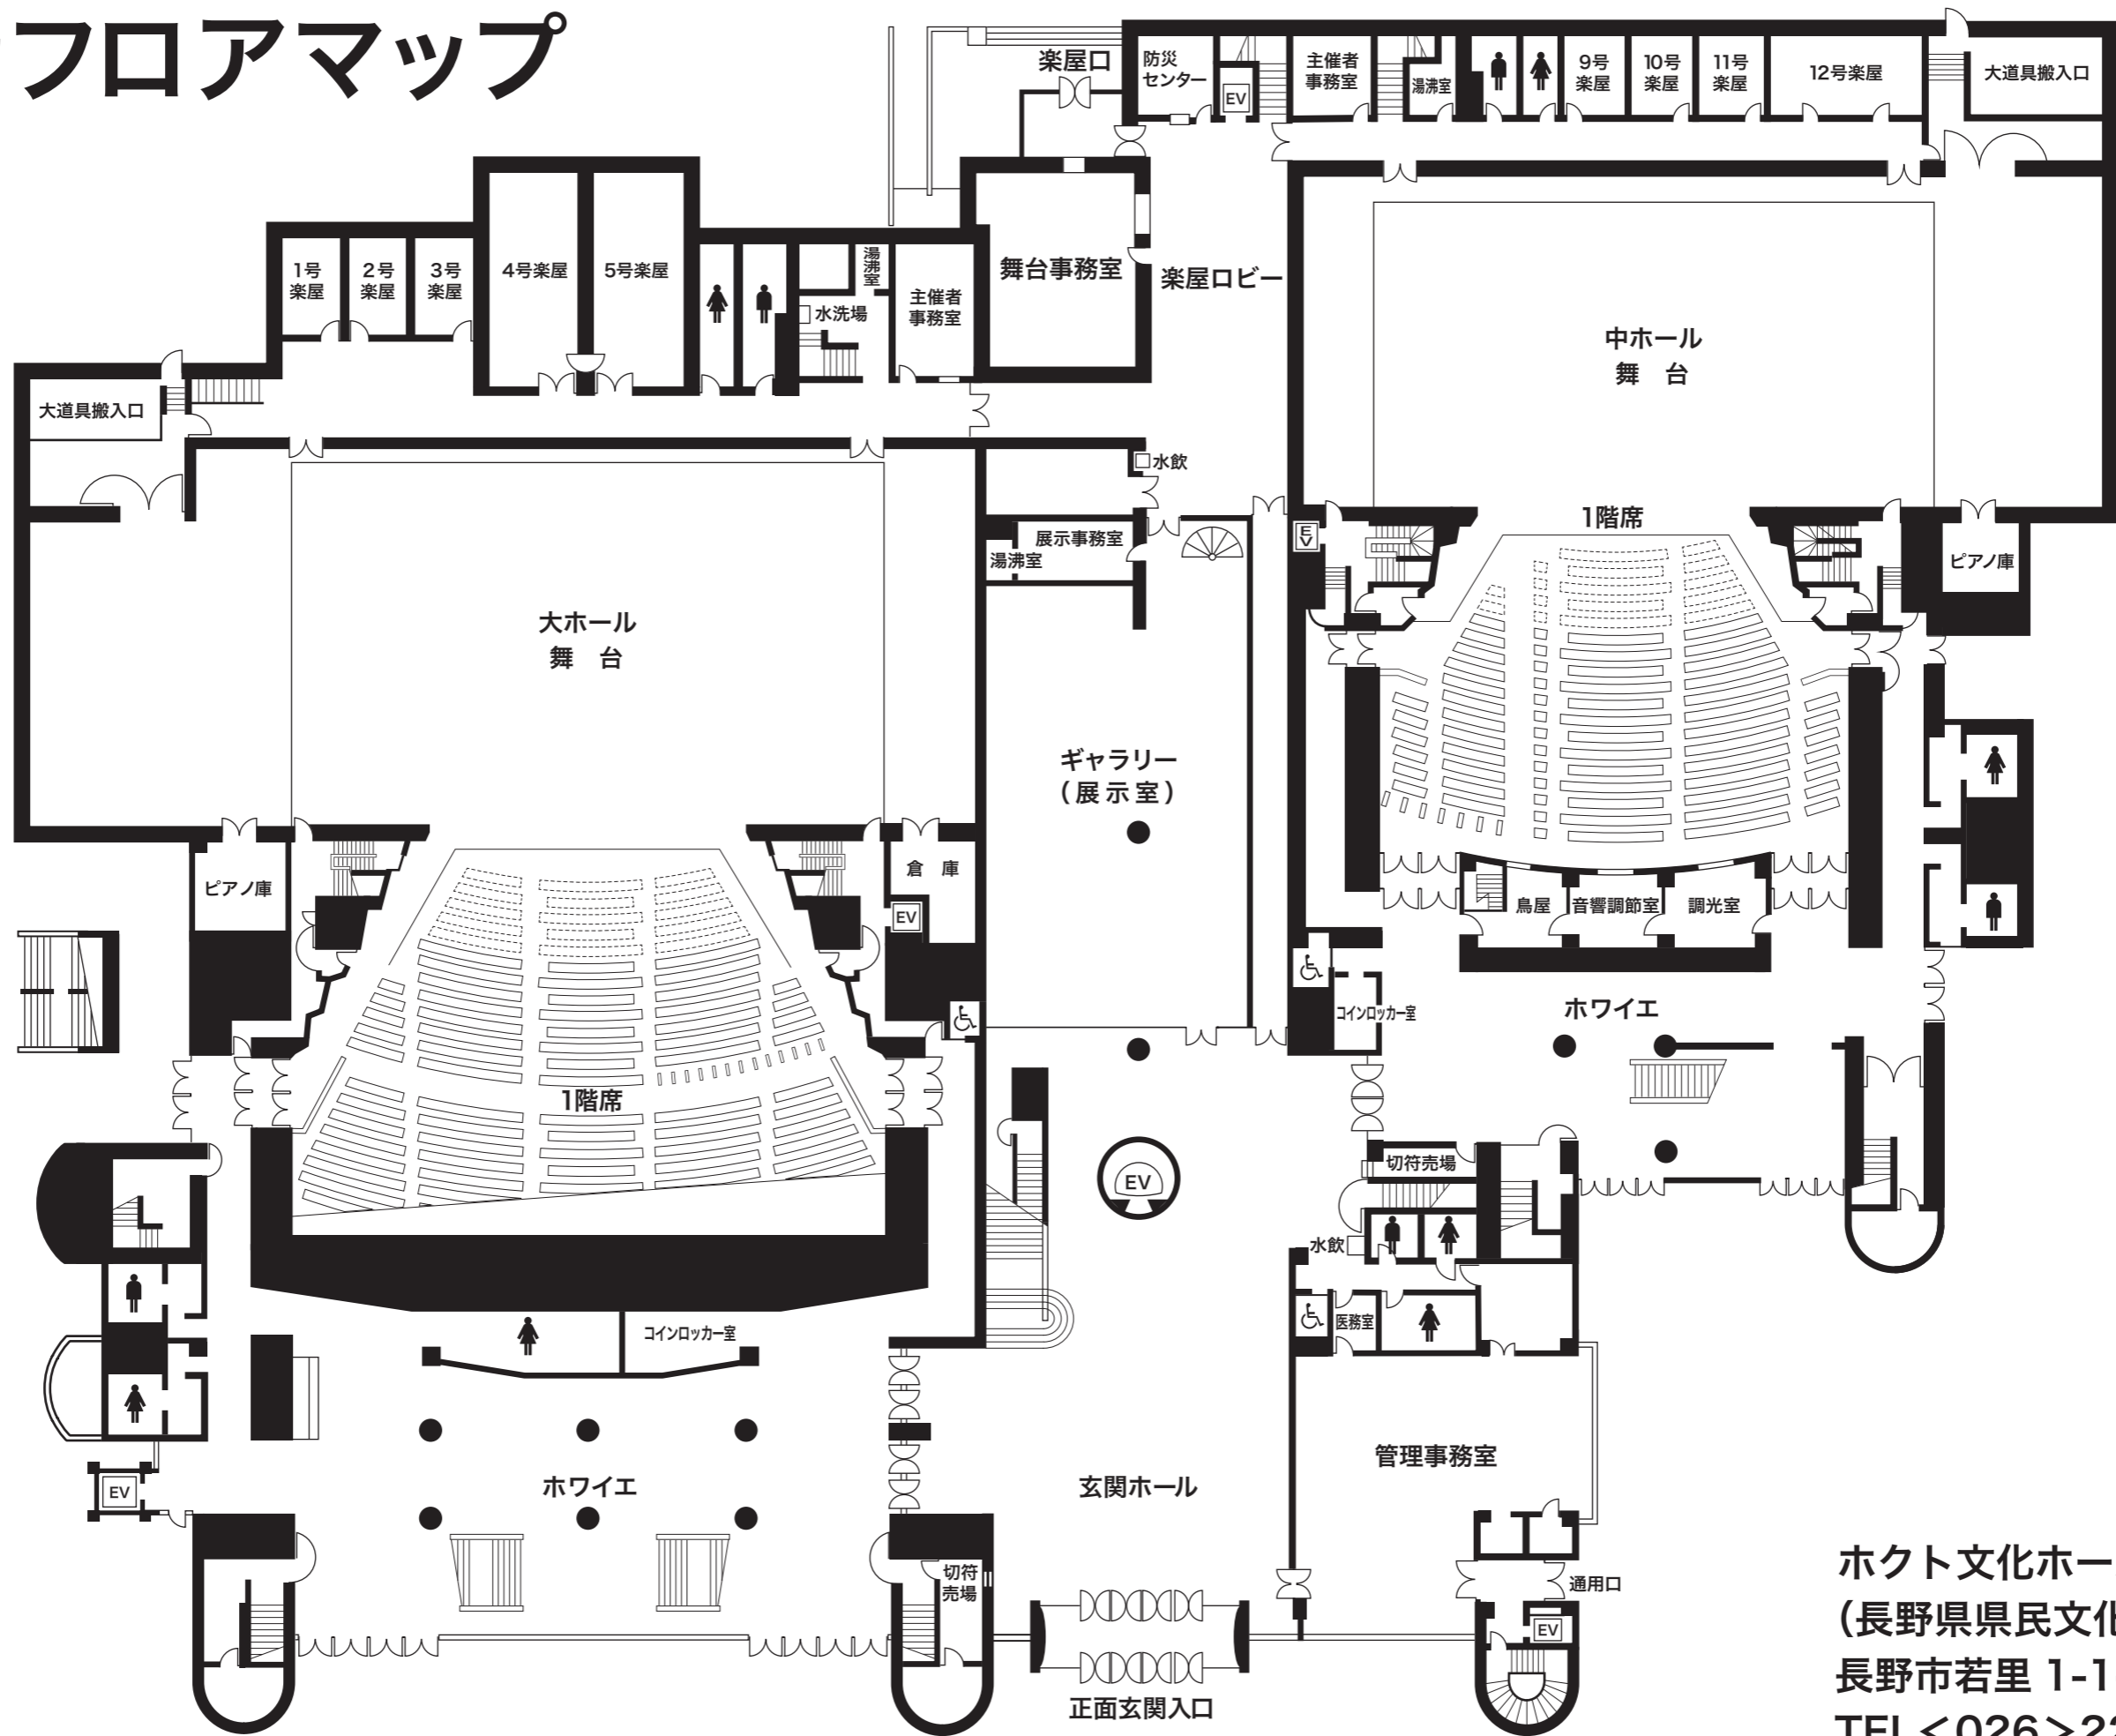 フロアマップ
楽屋口
防災
センター
EV
主催者
事務室
湯沸室
9号
楽屋
10号
楽屋
11号
楽屋
12号楽屋
大道具搬入口
1号
楽屋
2号
楽屋
3号
楽屋
4号楽屋
5号楽屋
湯沸室
水洗場
主催者
事務室
舞台事務室
楽屋ロビー
中ホール
舞 台
大道具搬入口
水飲
展示事務室
湯沸室
EV
1階席
ピアノ庫
大ホール
舞 台
ギャラリー
(展示室)
ピアノ庫
倉 庫
EV
鳥屋
音響調節室
調光室
コインロッカー室
ホワイエ
1階席
EV
切符売場
水飲
医務室
コインロッカー室
EV
ホワイエ
玄関ホール
管理事務室
切符
売場
通用口
EV
正面玄関入口
ホクト文化ホー
(長野県県民文化
長野市若里 1-1
TEL<026>22